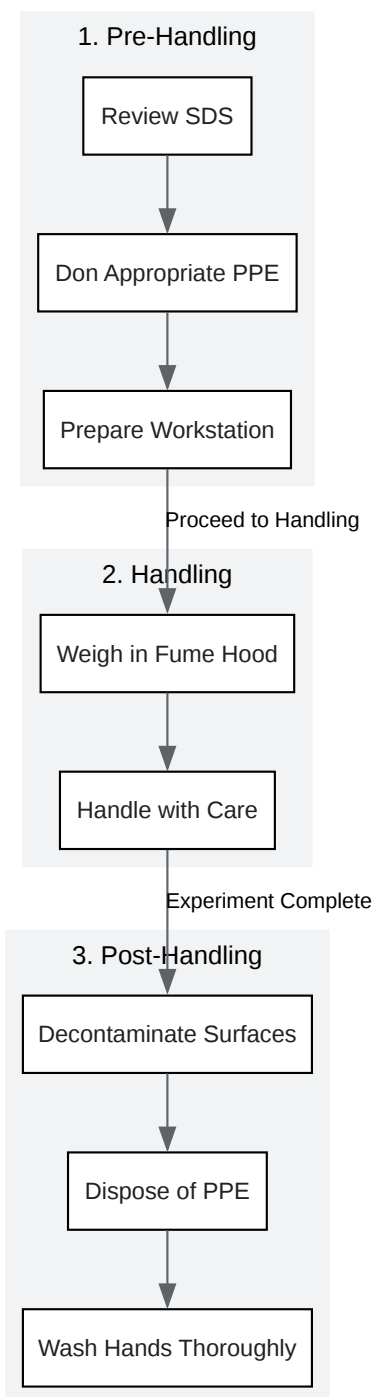 1. Pre-Handling
Review SDS
Don Appropriate PPE
Prepare Workstation
Proceed to Handling
2. Handling
Weigh in Fume Hood
Handle with Care
Experiment Complete
3. Post-Handling
Decontaminate Surfaces
Dispose of PPE
Wash Hands Thoroughly